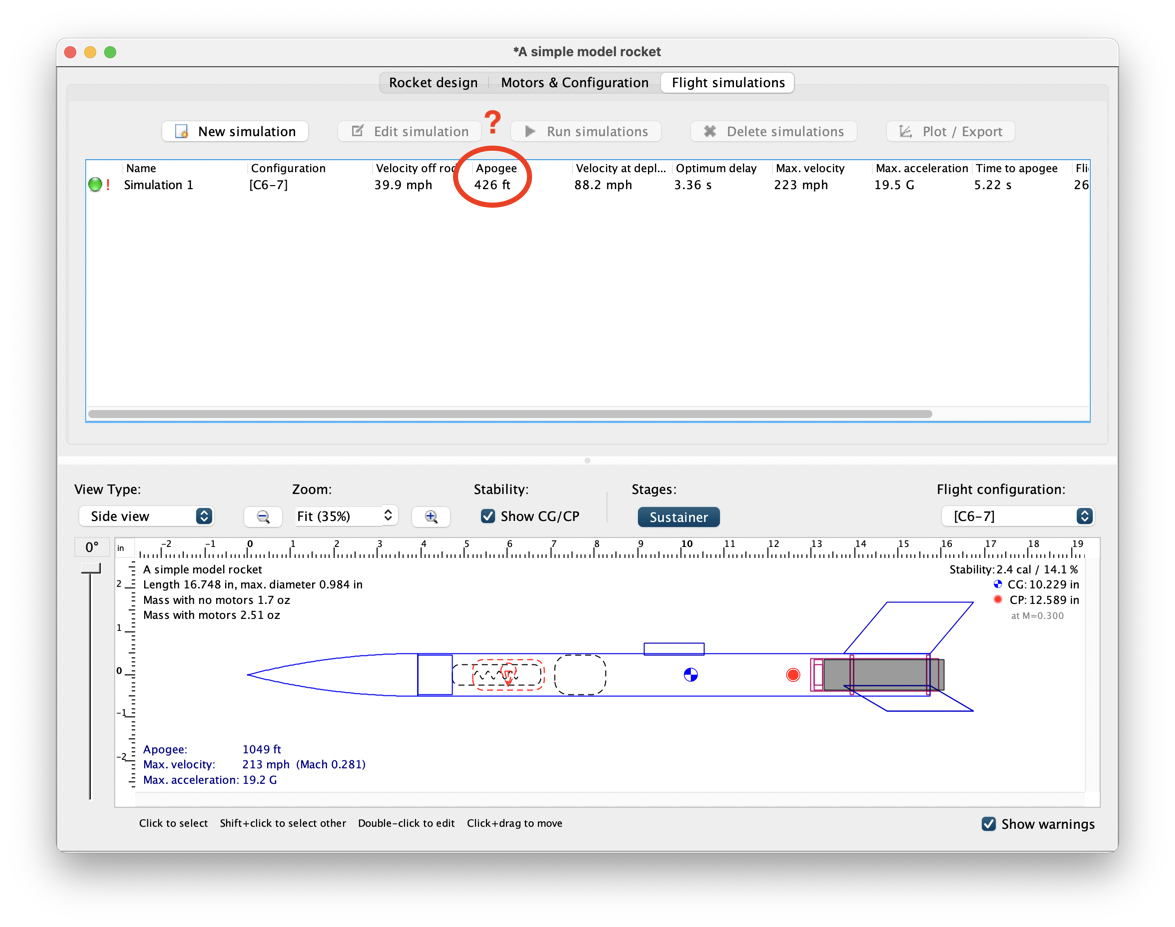 *A simple model rocket
Rocket design Motors & Configuration Flight simulations
?
New simulation Edit simulation Run simulations Delete simulations Plot / Export
Name Configuration Velocity off rod Apogee Velocity at depl... Optimum delay Max. velocity Max. acceleration Time to apogee Fli
! Simulation 1 [C6-7] 39.9 mph 426 ft 88.2 mph 3.36 s 223 mph 19.5 G 5.22 s 26
View Type: Zoom: Stability: Stages: Flight configuration:
Side view Fit (35%) Show CG/CP Sustainer [C6-7]
0° in -2 -1 0 1 2 3 4 5 6 7 8 9 10 11 12 13 14 15 16 17 18 19
A simple model rocket Stability: 2.4 cal / 14.1 %
2 Length 16.748 in, max. diameter 0.984 in CG: 10.229 in
Mass with no motors 1.7 oz CP: 12.589 in
Mass with motors 2.51 oz at M=0.300
1
0
-1
-2
Apogee: 1049 ft
Max. velocity: 213 mph (Mach 0.281)
Max. acceleration: 19.2 G
Click to select Shift+click to select other Double-click to edit Click+drag to move Show warnings